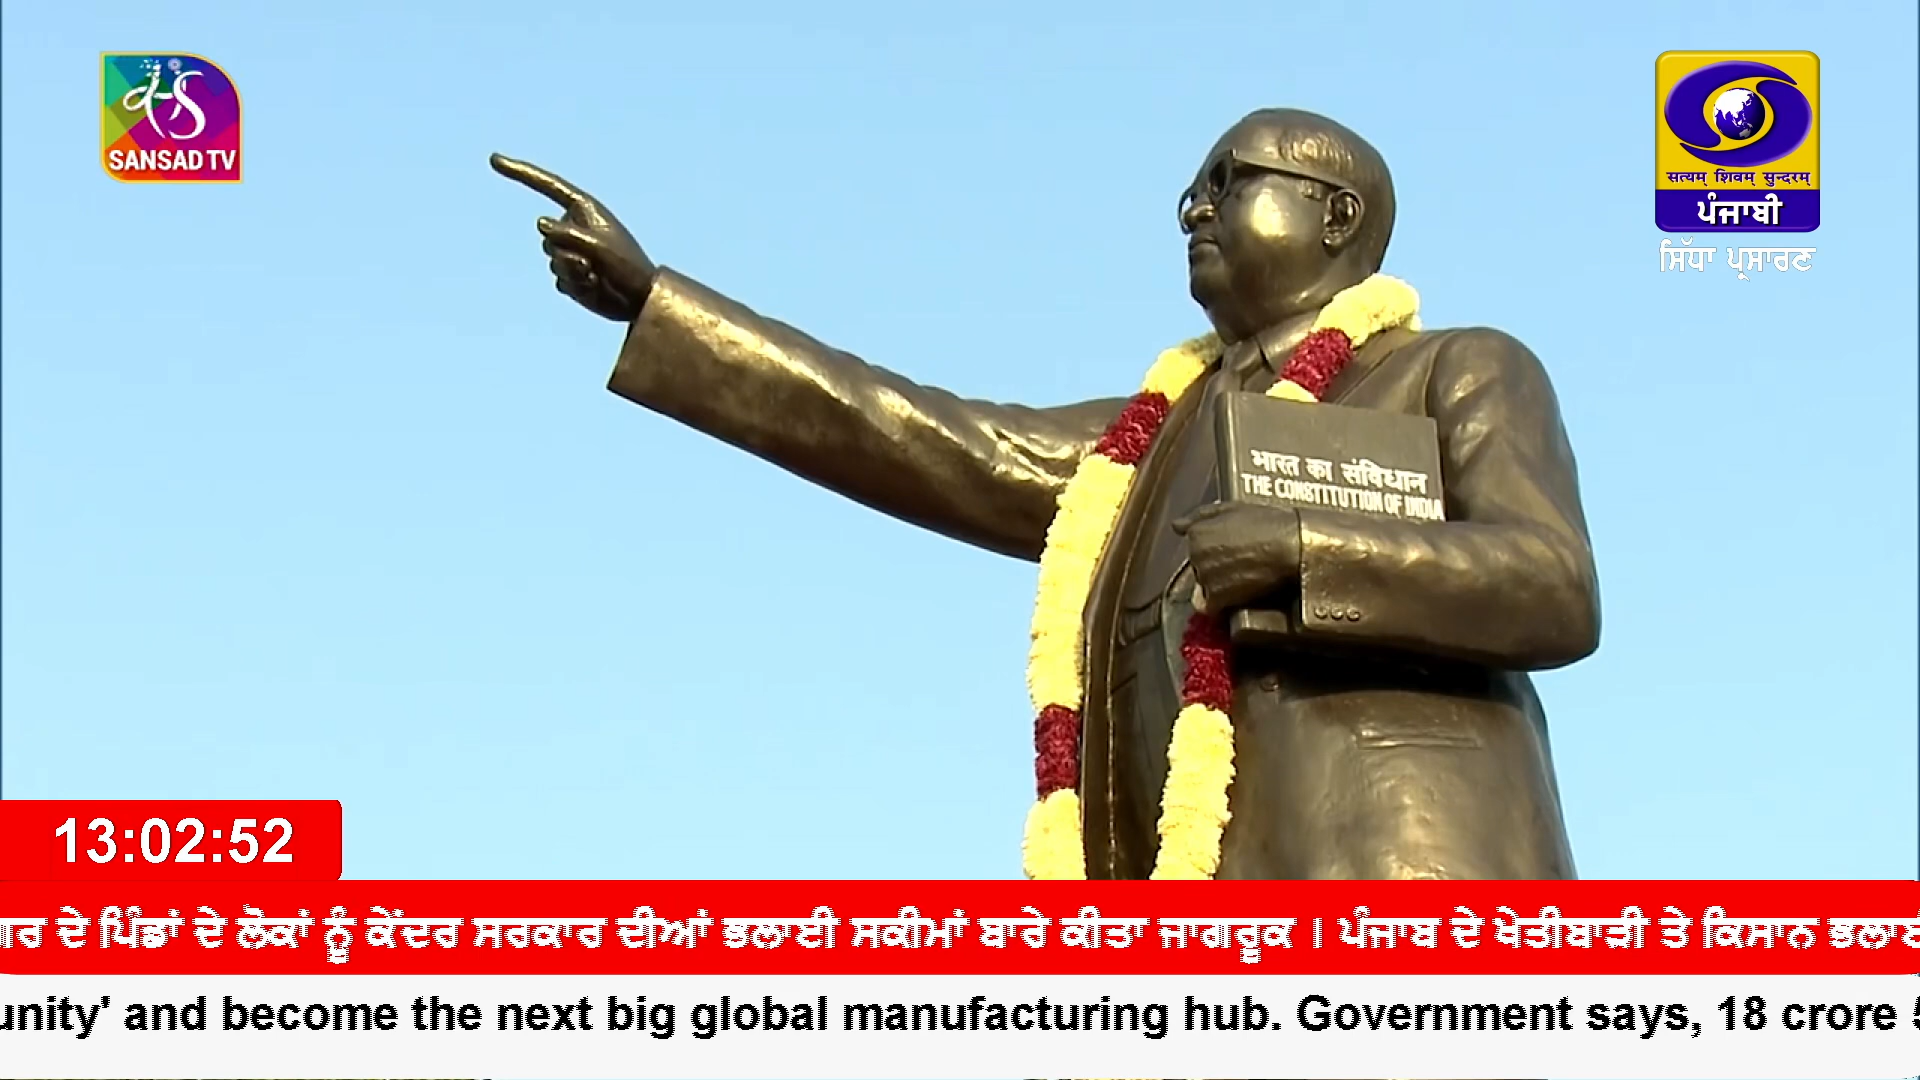 SANSAD TV
सत्यम् शिवम् सुन्दरम्
ਪੰਜਾਬੀ
ਸਿੱਧਾ ਪ੍ਰਸਾਰਣ
भारत का संविधान
THE CONSTITUTION OF INDIA
13:02:52
ਦੇ ਪਿੰਡਾਂ ਦੇ ਲੋਕਾਂ ਨੂੰ ਕੇਂਦਰ ਸਰਕਾਰ ਦੀਆਂ ਭਲਾਈ ਸਕੀਮਾਂ ਬਾਰੇ ਕੀਤਾ ਜਾਗਰੂਕ । ਪੰਜਾਬ ਦੇ ਖੇਤੀਬਾੜੀ ਤੇ ਕਿਸਾਨ
and become the next big global manufacturing hub. Government says, 18 crore